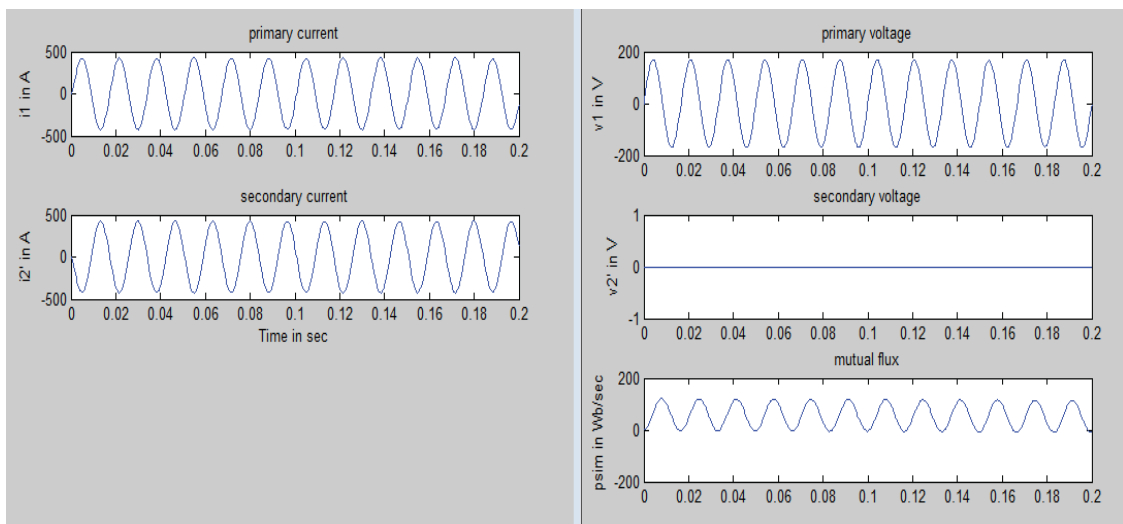 primary current
500
0
-500
i1 in A
0 0.02 0.04 0.06 0.08 0.1 0.12 0.14 0.16 0.18 0.2
secondary current
500
0
-500
i2' in A
0 0.02 0.04 0.06 0.08 0.1 0.12 0.14 0.16 0.18 0.2
Time in sec
primary voltage
200
0
-200
v1 in V
0 0.02 0.04 0.06 0.08 0.1 0.12 0.14 0.16 0.18 0.2
secondary voltage
1
0
-1
v2' in V
0 0.02 0.04 0.06 0.08 0.1 0.12 0.14 0.16 0.18 0.2
mutual flux
200
0
-200
psim in Wb/sec
0 0.02 0.04 0.06 0.08 0.1 0.12 0.14 0.16 0.18 0.2